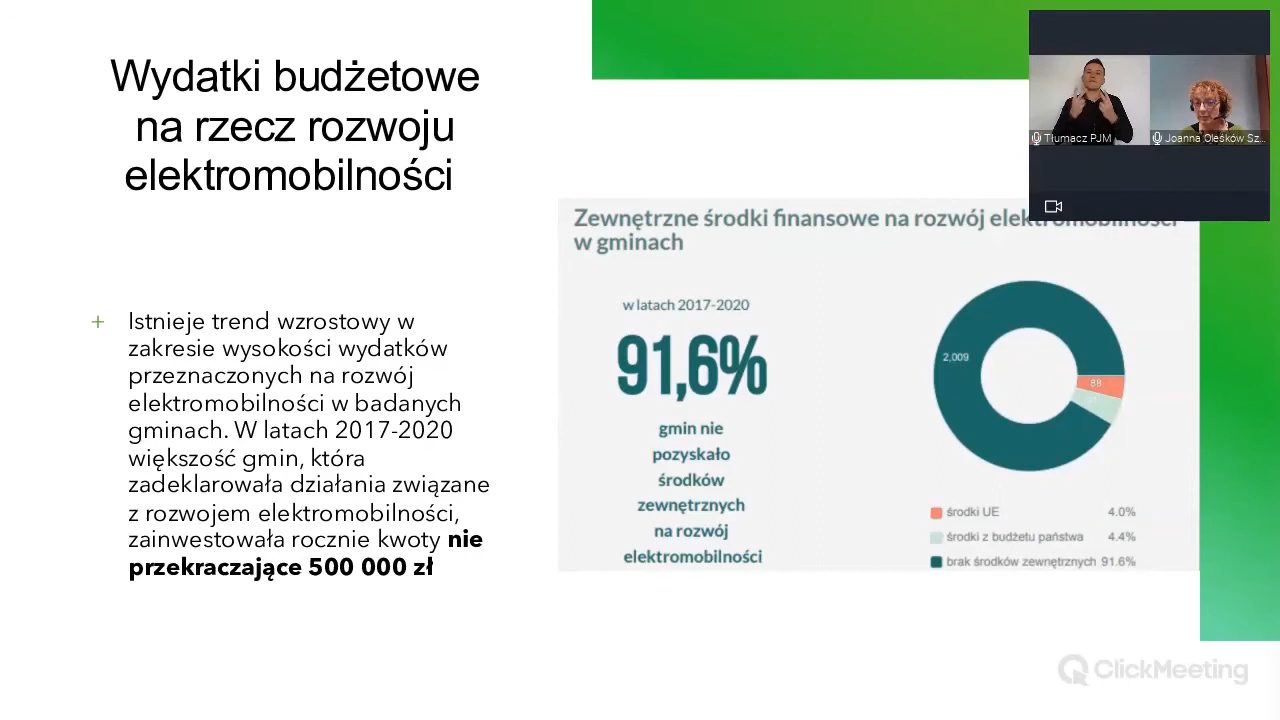 Wydatki budżetowe
na rzecz rozwoju
elektromobilności
+ Istnieje trend wzrostowy w
zakresie wysokości wydatków
przeznaczonych na rozwój
elektromobilności w badanych
gminach. W latach 2017-2020
większość gmin, która
zadeklarowała działania związane
z rozwojem elektromobilności,
zainwestowała rocznie kwoty nie
przekraczające 500 000 zł
Zewnętrzne środki finansowe na rozwój elektromobilności
w gminach
w latach 2017-2020
91,6%
gmin nie
pozyskało
środków
zewnętrznych
na rozwój
elektromobilności
2,009
88
środki UE 4.0%
środki z budżetu państwa 4.4%
brak środków zewnętrznych 91.6%
Tłumacz PJM
Joanna Oleśków Sz...
ClickMeeting